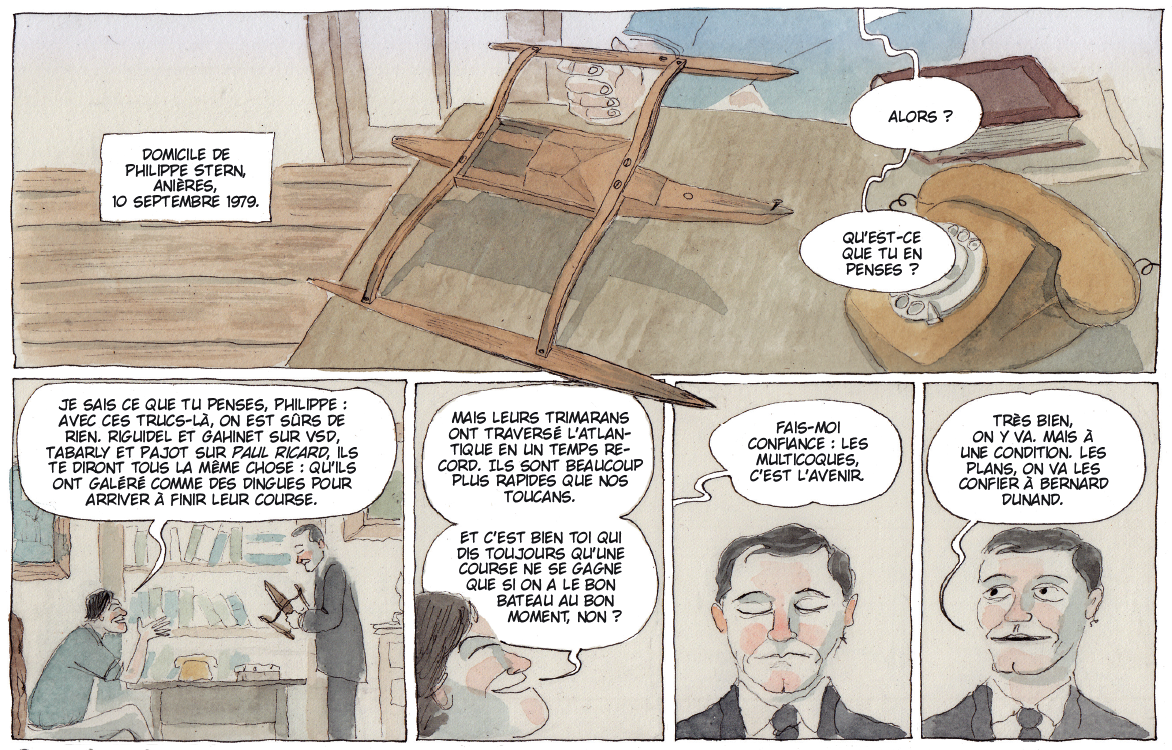 DOMICILE DE
PHILIPPE STERN,
ANIÈRES,
10 SEPTEMBRE 1979.
ALORS ?
QU'EST-CE
QUE TU EN
PENSES ?
JE SAIS CE QUE TU PENSES, PHILIPPE :
AVEC CES TRUCS-LÀ, ON EST SÛRS DE
RIEN. RIGUIDEL ET GAHINET SUR VSD,
TABARLY ET PAJOT SUR PAUL RICARD, ILS
TE DIRONT TOUS LA MÊME CHOSE : QU'ILS
ONT GALÉRÉ COMME DES DINGUES POUR
ARRIVER À FINIR LEUR COURSE.
MAIS LEURS TRIMARANS
ONT TRAVERSÉ L'ATLAN-
TIQUE EN UN TEMPS RE-
CORD. ILS SONT BEAUCOUP
PLUS RAPIDES QUE NOS
TOUCANS.
ET C'EST BIEN TOI QUI
DIS TOUJOURS QU'UNE
COURSE NE SE GAGNE
QUE SI ON A LE BON
BATEAU AU BON
MOMENT, NON ?
FAIS-MOI
CONFIANCE : LES
MULTICOQUES,
C'EST L'AVENIR.
TRÈS BIEN,
ON Y VA. MAIS À
UNE CONDITION. LES
PLANS, ON VA LES
CONFIER À BERNARD
DUNAND.